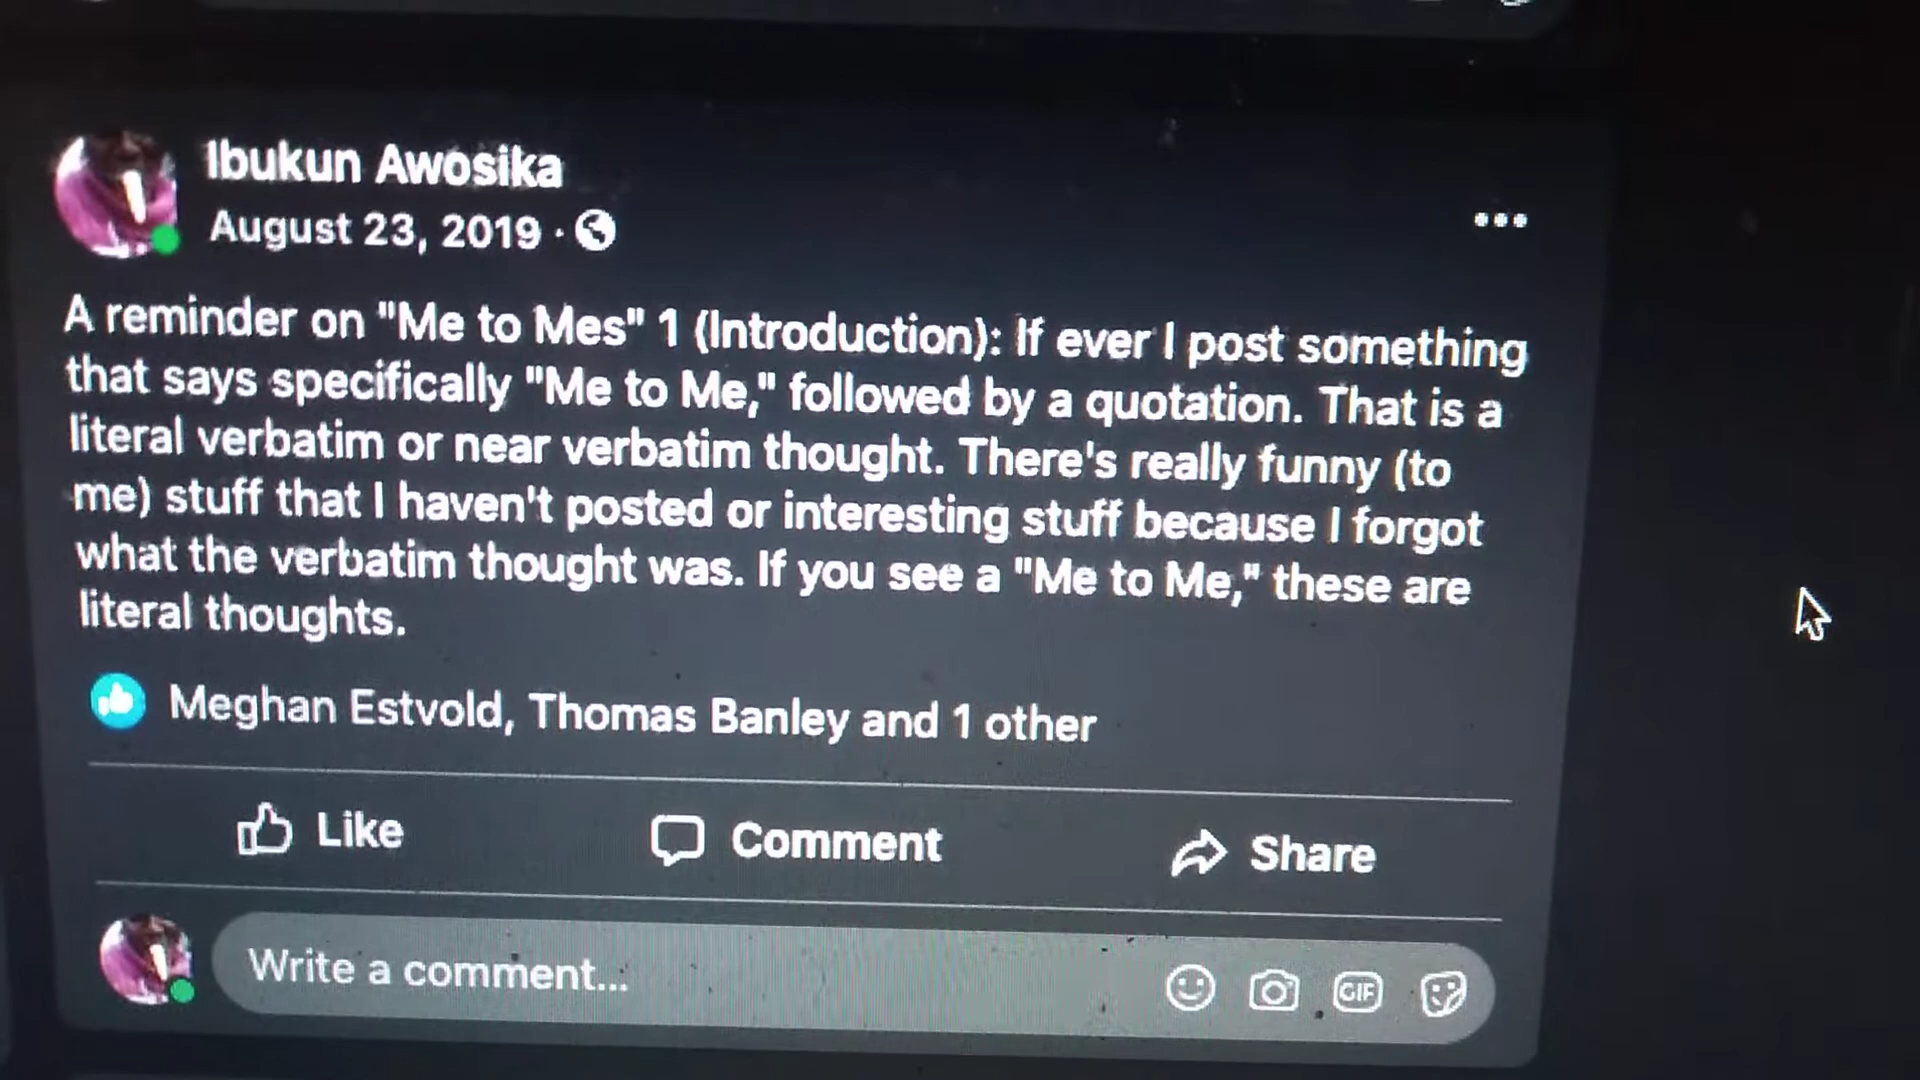 Ibukun Awosika
August 23, 2019 ·
A reminder on "Me to Mes" 1 (Introduction): If ever I post something
that says specifically "Me to Me," followed by a quotation. That is a
literal verbatim or near verbatim thought. There's really funny (to
me) stuff that I haven't posted or interesting stuff because I forgot
what the verbatim thought was. If you see a "Me to Me," these are
literal thoughts.
Meghan Estvold, Thomas Banley and 1 other
Like
Comment
Share
Write a comment...
GIF